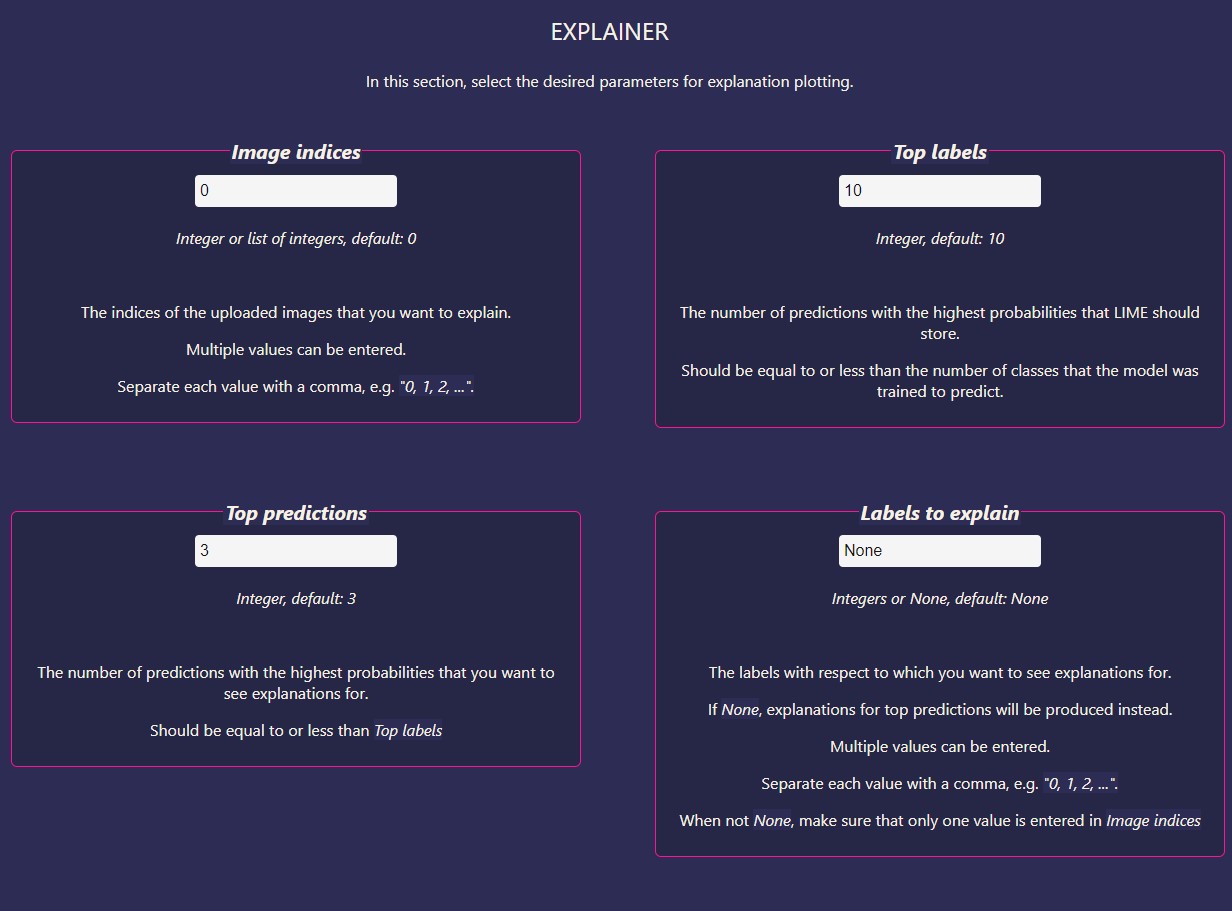 EXPLAINER
In this section, select the desired parameters for explanation plotting.
Image indices
0
Integer or list of integers, default: 0
The indices of the uploaded images that you want to explain.
Multiple values can be entered.
Separate each value with a comma, e.g. "0, 1, 2, ...".
Top labels
10
Integer, default: 10
The number of predictions with the highest probabilities that LIME should
store.
Should be equal to or less than the number of classes that the model was
trained to predict.
Top predictions
3
Integer, default: 3
The number of predictions with the highest probabilities that you want to
see explanations for.
Should be equal to or less than Top labels
Labels to explain
None
Integers or None, default: None
The labels with respect to which you want to see explanations for.
If None, explanations for top predictions will be produced instead.
Multiple values can be entered.
Separate each value with a comma, e.g. "0, 1, 2, ...".
When not None, make sure that only one value is entered in Image indices